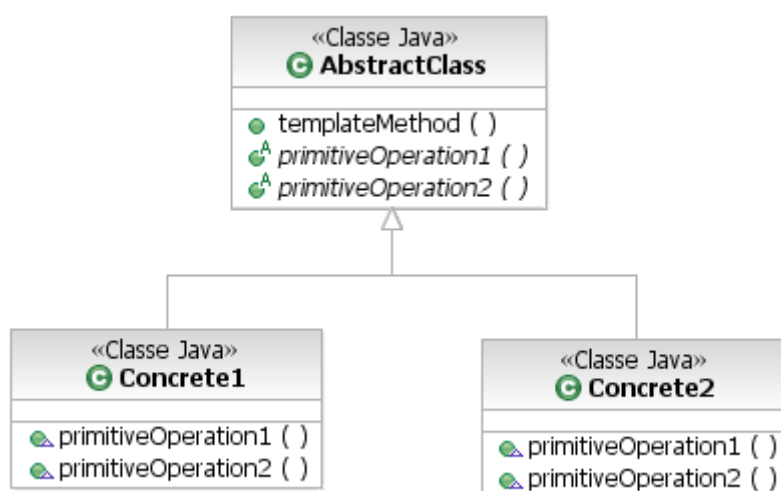 «Classe Java»
AbstractClass
templateMethod ( )
primitiveOperation1 ( )
primitiveOperation2 ( )
«Classe Java»
Concrete1
primitiveOperation1 ( )
primitiveOperation2 ( )
«Classe Java»
Concrete2
primitiveOperation1 ( )
primitiveOperation2 ( )